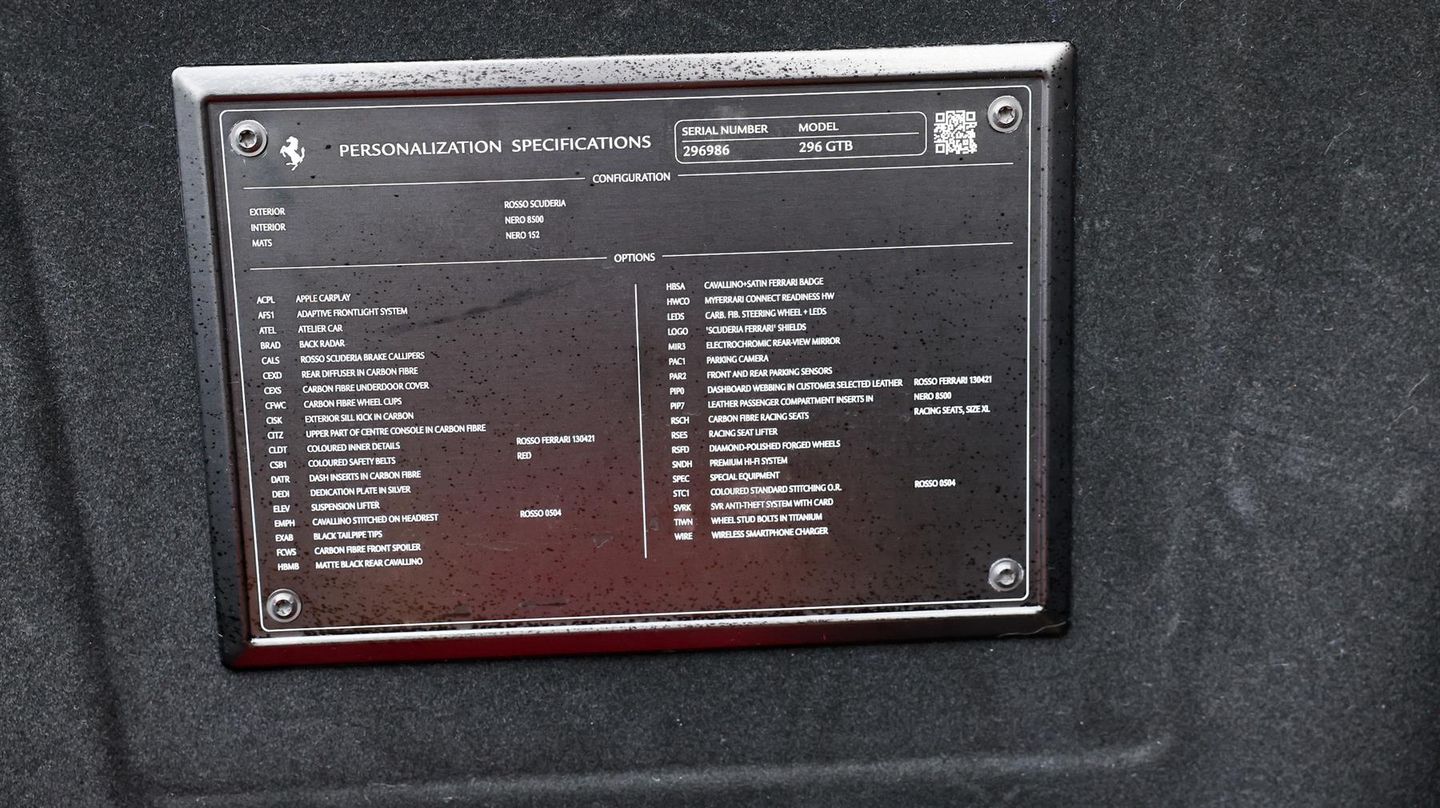 PERSONALIZATION SPECIFICATIONS
SERIAL NUMBER MODEL
296986 296 GTB
CONFIGURATION
EXTERIOR ROSSO SCUDERIA
INTERIOR NERO 8500
MATS NERO 152
OPTIONS
ACPL APPLE CARPLAY
AFS1 ADAPTIVE FRONTLIGHT SYSTEM
ATEL ATELIER CAR
BRAD BACK RADAR
CALS ROSSO SCUDERIA BRAKE CALLIPERS
CEXD REAR DIFFUSER IN CARBON FIBRE
CEXS CARBON FIBRE UNDERDOOR COVER
CFWC CARBON FIBRE WHEEL CUPS
CISK EXTERIOR SILL KICK IN CARBON
CITZ UPPER PART OF CENTRE CONSOLE IN CARBON FIBRE
CLDT COLOURED INNER DETAILS ROSSO FERRARI 130421
CSB1 COLOURED SAFETY BELTS RED
DATR DASH INSERTS IN CARBON FIBRE
DEDI DEDICATION PLATE IN SILVER
ELEV SUSPENSION LIFTER
EMPH CAVALLINO STITCHED ON HEADREST ROSSO 0504
EXAB BLACK TAILPIPE TIPS
FCWS CARBON FIBRE FRONT SPOILER
HBMB MATTE BLACK REAR CAVALLINO
HBSA CAVALLINO+SATIN FERRARI BADGE
HWCO MYFERRARI CONNECT READINESS HW
LEDS CARB. FIB. STEERING WHEEL + LEDS
LOGO 'SCUDERIA FERRARI' SHIELDS
MIR3 ELECTROCHROMIC REAR-VIEW MIRROR
PAC1 PARKING CAMERA
PAR2 FRONT AND REAR PARKING SENSORS
PIP0 DASHBOARD WEBBING IN CUSTOMER SELECTED LEATHER ROSSO FERRARI 130421
PIP7 LEATHER PASSENGER COMPARTMENT INSERTS IN NERO 8500
RSCH CARBON FIBRE RACING SEATS RACING SEATS, SIZE XL
RSES RACING SEAT LIFTER
RSFD DIAMOND-POLISHED FORGED WHEELS
SNDH PREMIUM HI-FI SYSTEM
SPEC SPECIAL EQUIPMENT
STC1 COLOURED STANDARD STITCHING O.R. ROSSO 0504
SVRK SVR ANTI-THEFT SYSTEM WITH CARD
TIWN WHEEL STUD BOLTS IN TITANIUM
WIRE WIRELESS SMARTPHONE CHARGER